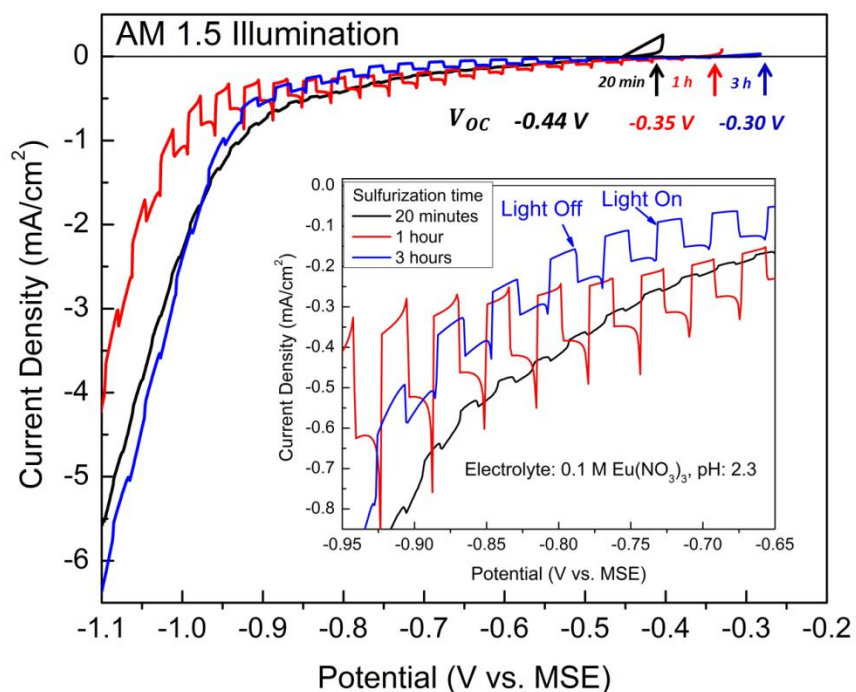 AM 1.5 Illumination
20 min 1 h 3 h
V_OC -0.44 V -0.35 V -0.30 V
Current Density (mA/cm²)
0
-1
-2
-3
-4
-5
-6
-1.1 -1.0 -0.9 -0.8 -0.7 -0.6 -0.5 -0.4 -0.3 -0.2
Potential (V vs. MSE)
Sulfurization time
20 minutes
1 hour
3 hours
Light Off
Light On
Current Density (mA/cm²)
0.0
-0.1
-0.2
-0.3
-0.4
-0.5
-0.6
-0.7
-0.8
Electrolyte: 0.1 M Eu(NO₃)₃, pH: 2.3
-0.95 -0.90 -0.85 -0.80 -0.75 -0.70 -0.65
Potential (V vs. MSE)